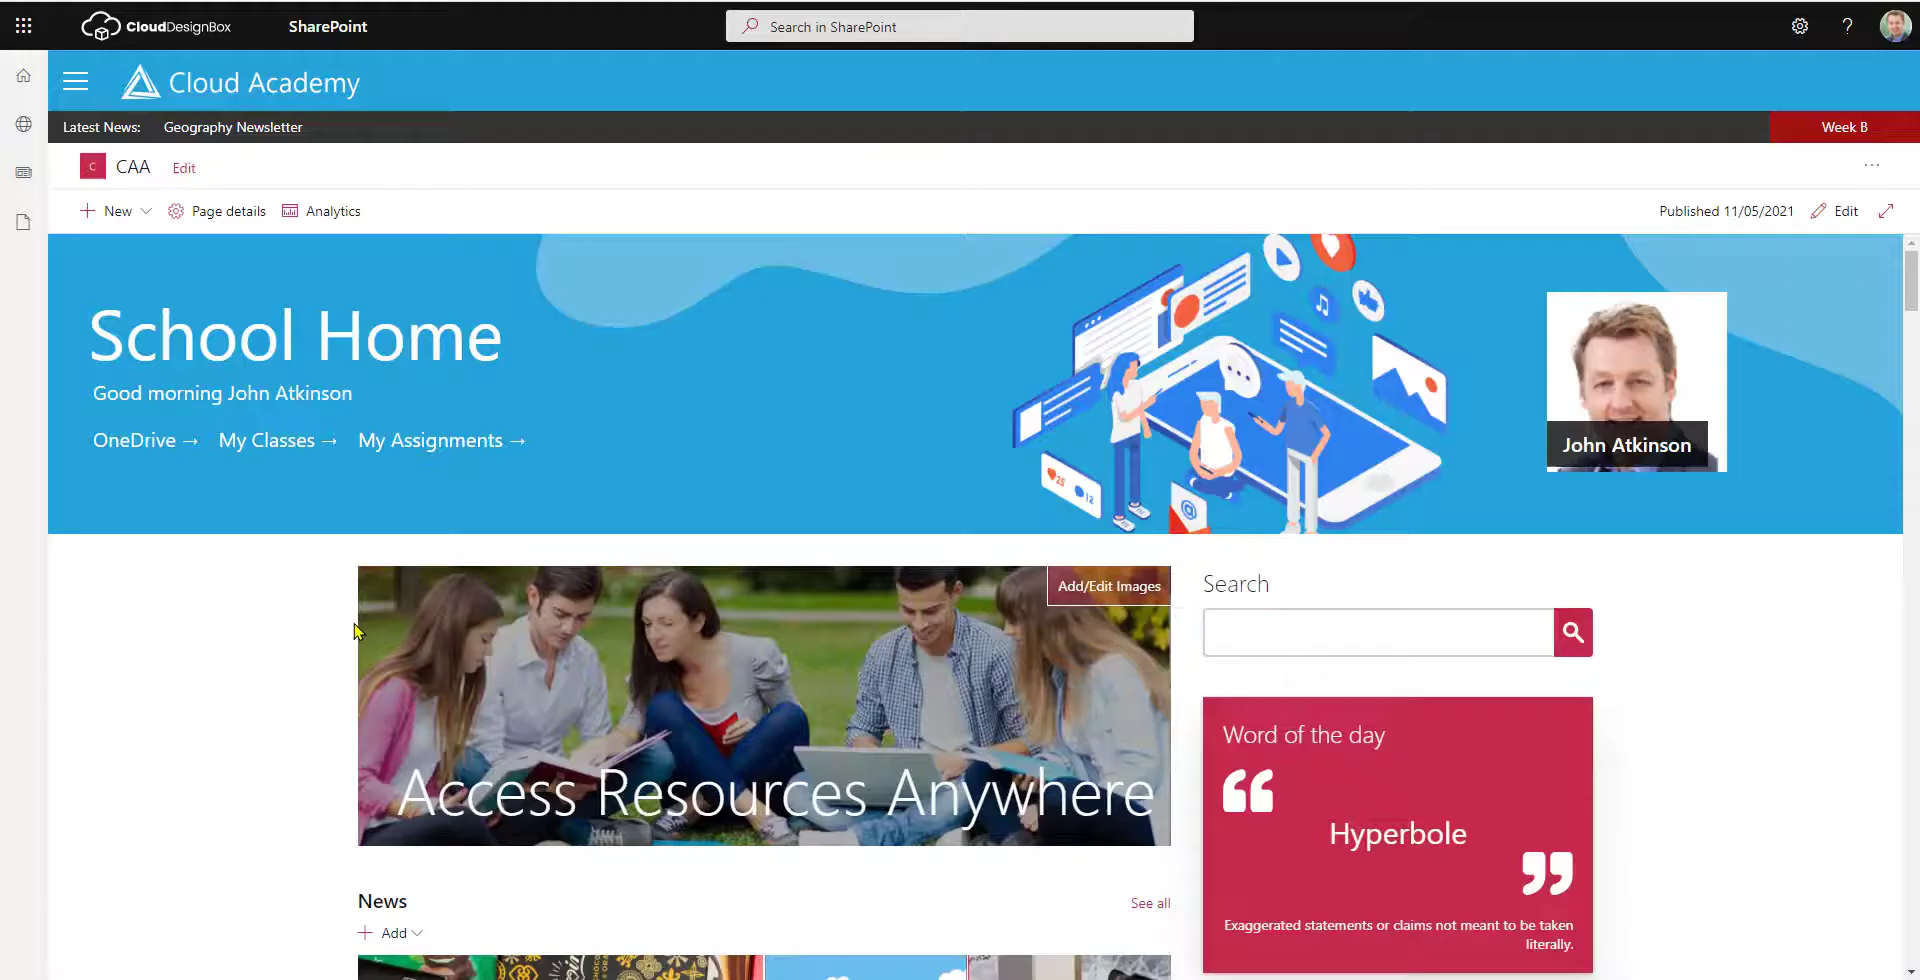 CloudDesignBox
SharePoint
Search in SharePoint
Cloud Academy
Latest News:
Geography Newsletter
Week B
C
CAA
Edit
New
Page details
Analytics
Published 11/05/2021
Edit
School Home
Good morning John Atkinson
OneDrive →
My Classes →
My Assignments →
25
12
John Atkinson
Add/Edit Images
Access Resources Anywhere
Search
Word of the day
Hyperbole
Exaggerated statements or claims not meant to be taken
literally.
News
See all
Add